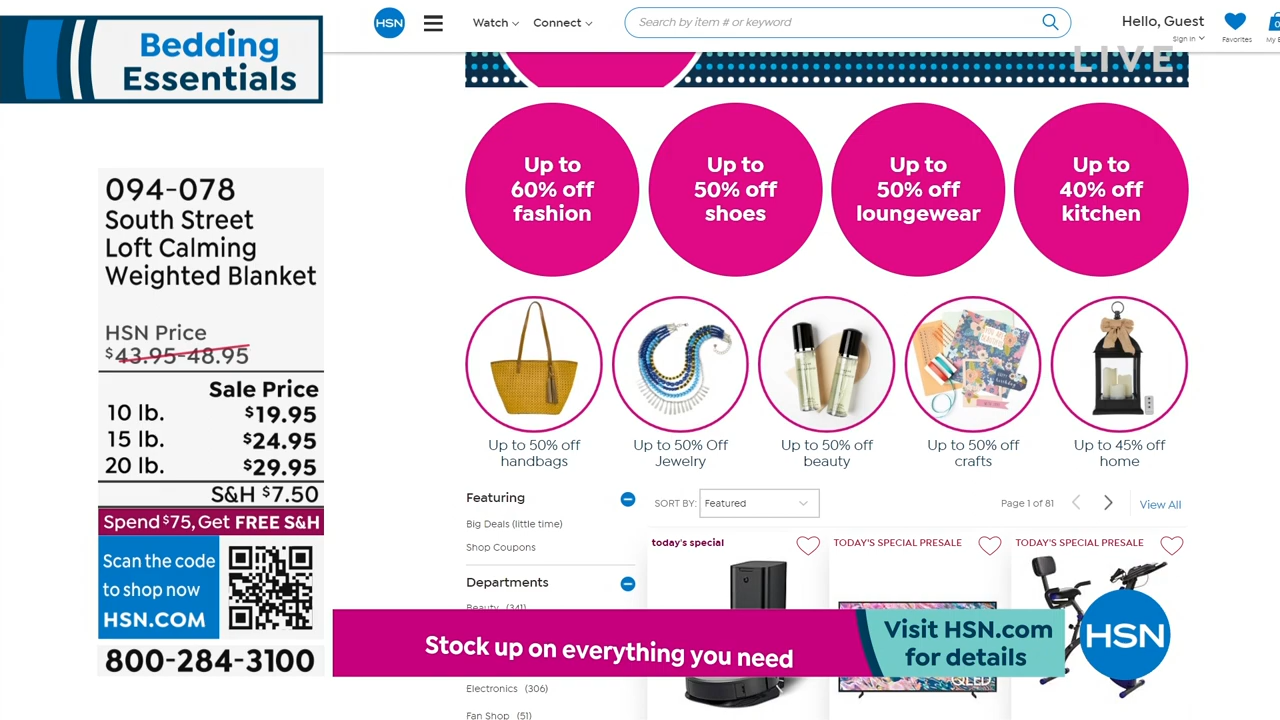 Bedding
Essentials
HSN
Watch
Connect
Search by item # or keyword
Hello, Guest
Sign In
Favorites
LIVE
Up to
60% off
fashion
Up to
50% off
shoes
Up to
50% off
loungewear
Up to
40% off
kitchen
094-078
South Street
Loft Calming
Weighted Blanket
HSN Price
$43.95-48.95
Sale Price
10 lb. $19.95
15 lb. $24.95
20 lb. $29.95
S&H $7.50
Spend $75, Get FREE S&H
Scan the code
to shop now
HSN.COM
800-284-3100
Up to 50% off
handbags
Up to 50% Off
Jewelry
Up to 50% off
beauty
Up to 50% off
crafts
Up to 45% off
home
Featuring
Big Deals (little time)
Shop Coupons
Departments
Beauty (341)
Electronics (306)
Fan Shop (51)
SORT BY: Featured
Page 1 of 81
View All
today's special
TODAY'S SPECIAL PRESALE
TODAY'S SPECIAL PRESALE
QLED
Stock up on everything you need
Visit HSN.com
for details
HSN